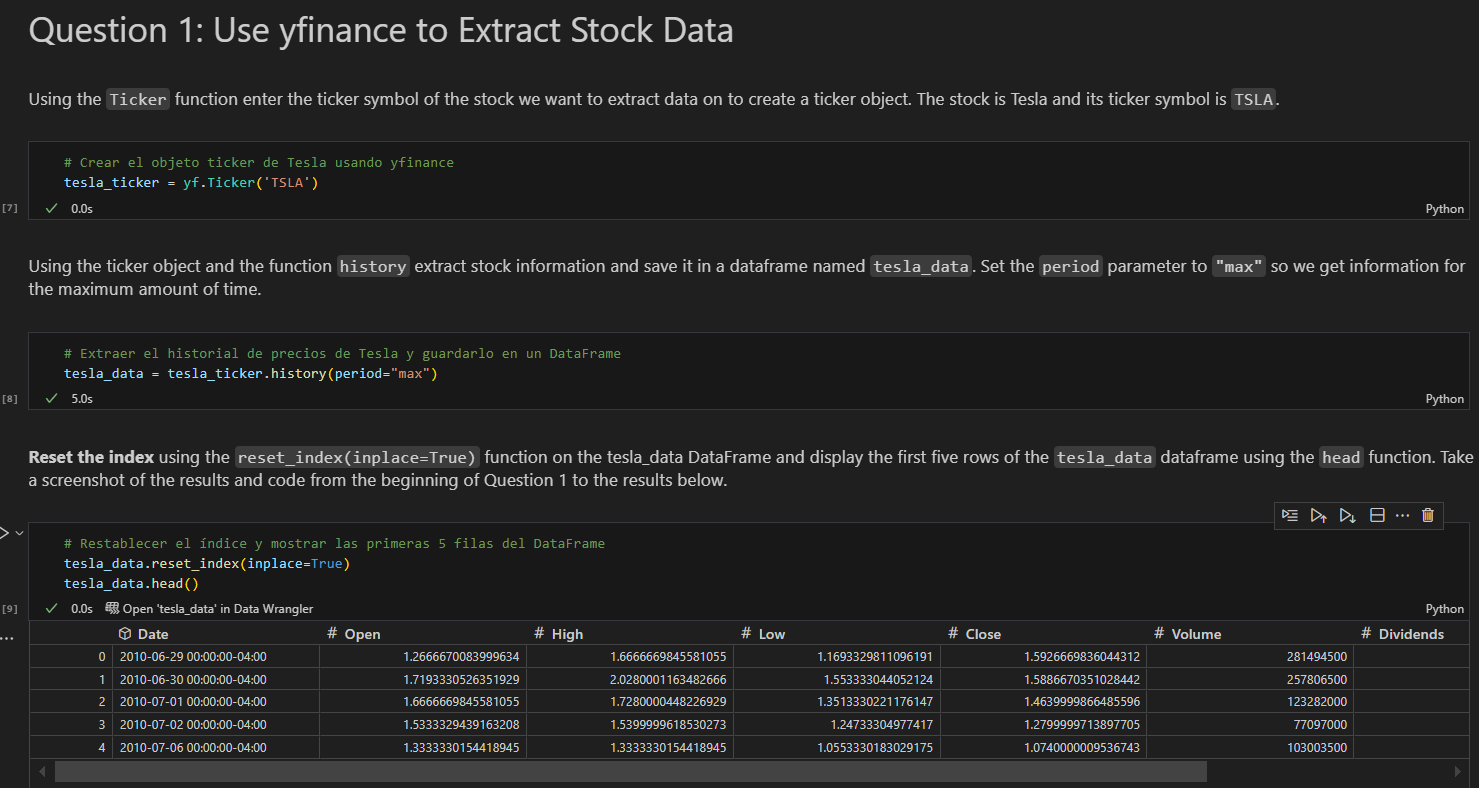 Question 1: Use yfinance to Extract Stock Data
Using the Ticker function enter the ticker symbol of the stock we want to extract data on to create a ticker object. The stock is Tesla and its ticker symbol is TSLA.
# Crear el objeto ticker de Tesla usando yfinance
tesla_ticker = yf.Ticker('TSLA')
[7] 0.0s Python
Using the ticker object and the function history extract stock information and save it in a dataframe named tesla_data. Set the period parameter to "max" so we get information for
the maximum amount of time.
# Extraer el historial de precios de Tesla y guardarlo en un DataFrame
tesla_data = tesla_ticker.history(period="max")
[8] 5.0s Python
Reset the index using the reset_index(inplace=True) function on the tesla_data DataFrame and display the first five rows of the tesla_data dataframe using the head function. Take
a screenshot of the results and code from the beginning of Question 1 to the results below.
# Restablecer el índice y mostrar las primeras 5 filas del DataFrame
tesla_data.reset_index(inplace=True)
tesla_data.head()
[9] 0.0s Open 'tesla_data' in Data Wrangler Python
Date # Open # High # Low # Close # Volume # Dividends
0 2010-06-29 00:00:00-04:00 1.2666670083999634 1.6666669845581055 1.1693329811096191 1.5926669836044312 281494500
1 2010-06-30 00:00:00-04:00 1.7193330526351929 2.0280001163482666 1.553333044052124 1.5886670351028442 257806500
2 2010-07-01 00:00:00-04:00 1.6666669845581055 1.7280000448226929 1.3513330221176147 1.4639999866485596 123282000
3 2010-07-02 00:00:00-04:00 1.5333329439163208 1.5399999618530273 1.24733304977417 1.2799999713897705 77097000
4 2010-07-06 00:00:00-04:00 1.3333330154418945 1.3333330154418945 1.0553330183029175 1.0740000009536743 103003500